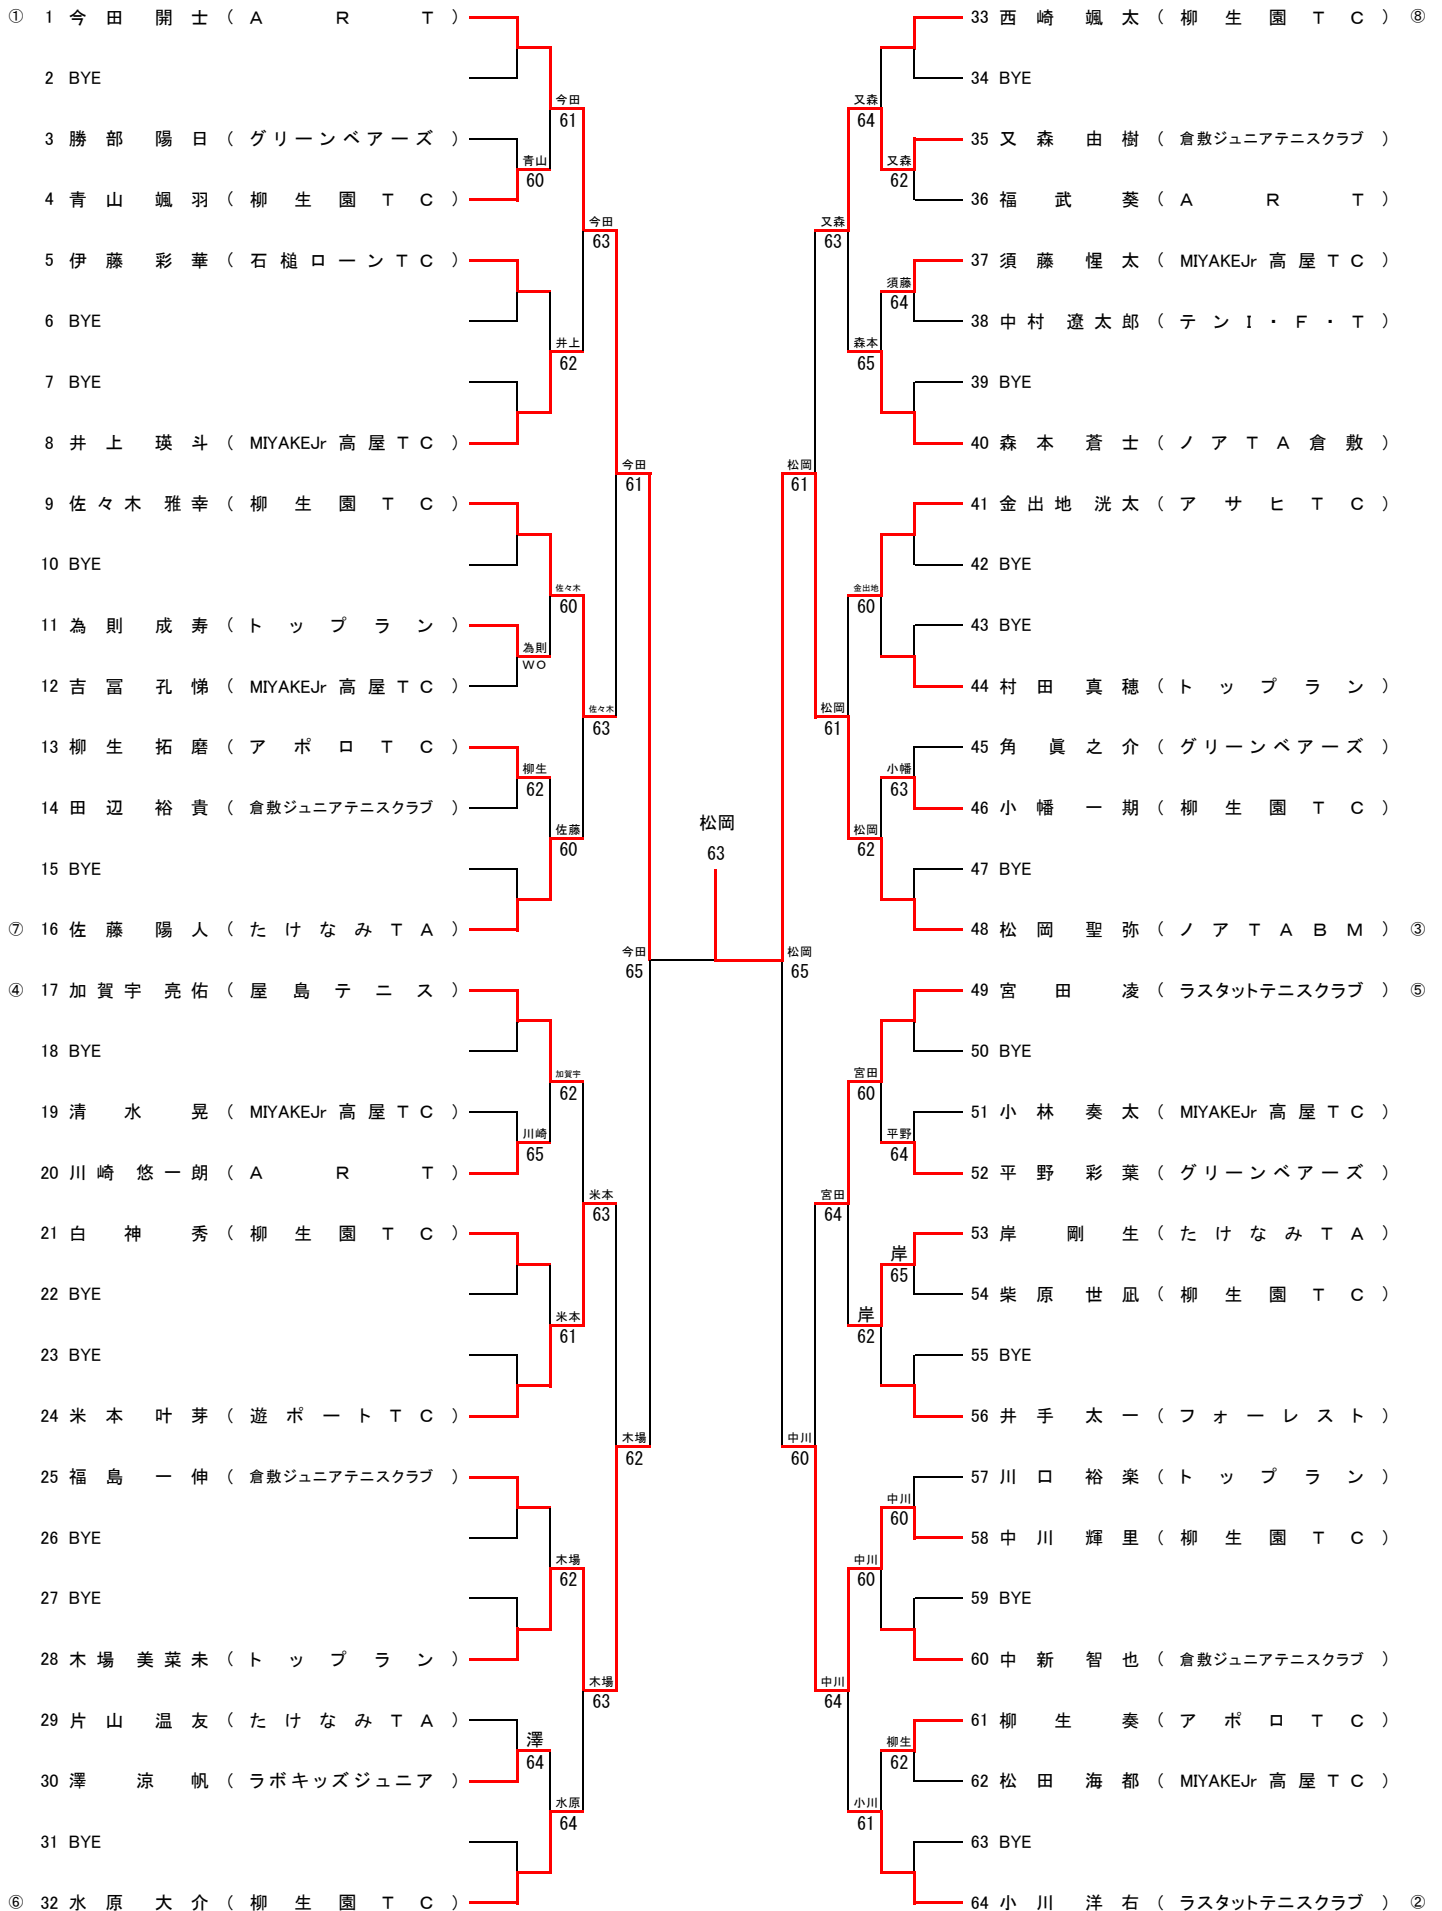 ① 1 今田 開士 ( A R T )
2 BYE
3 勝部 陽日 ( グリーンベアーズ )
4 青山 颯羽 ( 柳生園TC )
5 伊藤 彩華 ( 石槌ローンTC )
6 BYE
7 BYE
8 井上 瑛斗 ( MIYAKEJr 高屋TC )
9 佐々木 雅幸 ( 柳生園TC )
10 BYE
11 為則 成寿 ( トップラン )
12 吉冨 孔悌 ( MIYAKEJr 高屋TC )
13 柳生 拓磨 ( アポロTC )
14 田辺 裕貴 ( 倉敷ジュニアテニスクラブ )
15 BYE
⑦ 16 佐藤 陽人 ( たけなみTA )
④ 17 加賀宇 亮佑 ( 屋島テニス )
18 BYE
19 清水 晃 ( MIYAKEJr 高屋TC )
20 川崎 悠一朗 ( A R T )
21 白神 秀 ( 柳生園TC )
22 BYE
23 BYE
24 米本 叶芽 ( 遊ポートTC )
25 福島 一伸 ( 倉敷ジュニアテニスクラブ )
26 BYE
27 BYE
28 木場 美菜未 ( トップラン )
29 片山 温友 ( たけなみTA )
30 澤 涼帆 ( ラボキッズジュニア )
31 BYE
⑥ 32 水原 大介 ( 柳生園TC )
青山
60
為則
WO
柳生
62
川崎
65
澤
64
今田
61
井上
62
佐々木
60
佐藤
60
加賀宇
62
米本
61
木場
62
水原
64
今田
63
佐々木
63
米本
63
木場
63
今田
61
木場
62
今田
65
松岡
63
松岡
65
松岡
61
中川
60
又森
63
松岡
61
宮田
64
中川
64
又森
64
森本
65
金出地
60
松岡
62
宮田
60
岸
62
中川
60
小川
61
又森
62
須藤
64
小幡
63
平野
64
岸
65
中川
60
柳生
62
33 西崎 颯太 ( 柳生園TC ) ⑧
34 BYE
35 又森 由樹 ( 倉敷ジュニアテニスクラブ )
36 福武 葵 ( A R T )
37 須藤 惺太 ( MIYAKEJr 高屋TC )
38 中村 遼太郎 ( テンI・F・T )
39 BYE
40 森本 蒼士 ( ノアTA倉敷 )
41 金出地 洸太 ( アサヒTC )
42 BYE
43 BYE
44 村田 真穂 ( トップラン )
45 角 眞之介 ( グリーンベアーズ )
46 小幡 一期 ( 柳生園TC )
47 BYE
48 松岡 聖弥 ( ノアTABM ) ③
49 宮田 凌 ( ラスタットテニスクラブ ) ⑤
50 BYE
51 小林 奏太 ( MIYAKEJr 高屋TC )
52 平野 彩葉 ( グリーンベアーズ )
53 岸 剛生 ( たけなみTA )
54 柴原 世凪 ( 柳生園TC )
55 BYE
56 井手 太一 ( フォーレスト )
57 川口 裕楽 ( トップラン )
58 中川 輝里 ( 柳生園TC )
59 BYE
60 中新 智也 ( 倉敷ジュニアテニスクラブ )
61 柳生 奏 ( アポロTC )
62 松田 海都 ( MIYAKEJr 高屋TC )
63 BYE
64 小川 洋右 ( ラスタットテニスクラブ ) ②